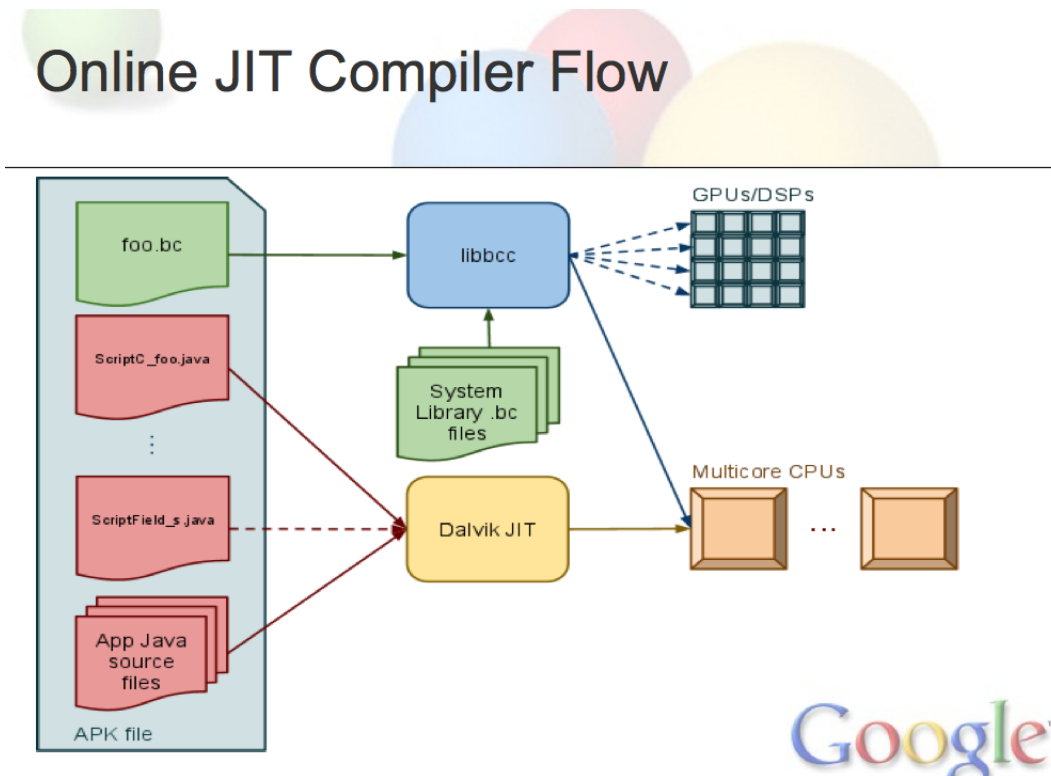 Online JIT Compiler Flow
GPUs/DSPs
foo.bc
libbcc
ScriptC_foo.java
System
Library .bc
files
...
Multicore CPUs
ScriptField_s.java
Dalvik JIT
...
App Java
source
files
APK file
Google